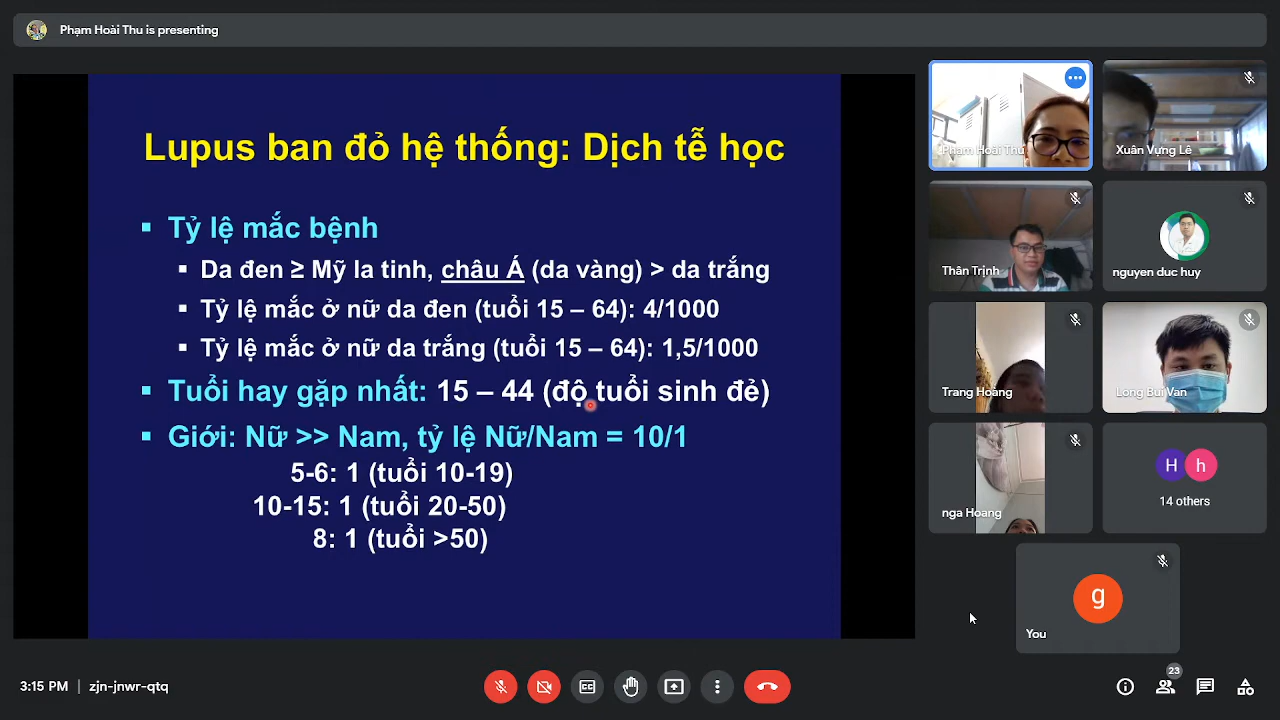 Phạm Hoài Thu is presenting
Lupus ban đỏ hệ thống: Dịch tễ học
Tỷ lệ mắc bệnh
Da đen ≥ Mỹ la tinh, châu Á (da vàng) > da trắng
Tỷ lệ mắc ở nữ da đen (tuổi 15 – 64): 4/1000
Tỷ lệ mắc ở nữ da trắng (tuổi 15 – 64): 1,5/1000
Tuổi hay gặp nhất: 15 – 44 (độ tuổi sinh đẻ)
Giới: Nữ >> Nam, tỷ lệ Nữ/Nam = 10/1
5-6: 1 (tuổi 10-19)
10-15: 1 (tuổi 20-50)
8: 1 (tuổi >50)
Phạm Hoài Thu
Xuân Vựng Lê
Thân Trịnh
nguyen duc huy
Trang Hoàng
Long Bui Van
nga Hoang
H h
14 others
g
You
3:15 PM | zjn-jnwr-qtq
23